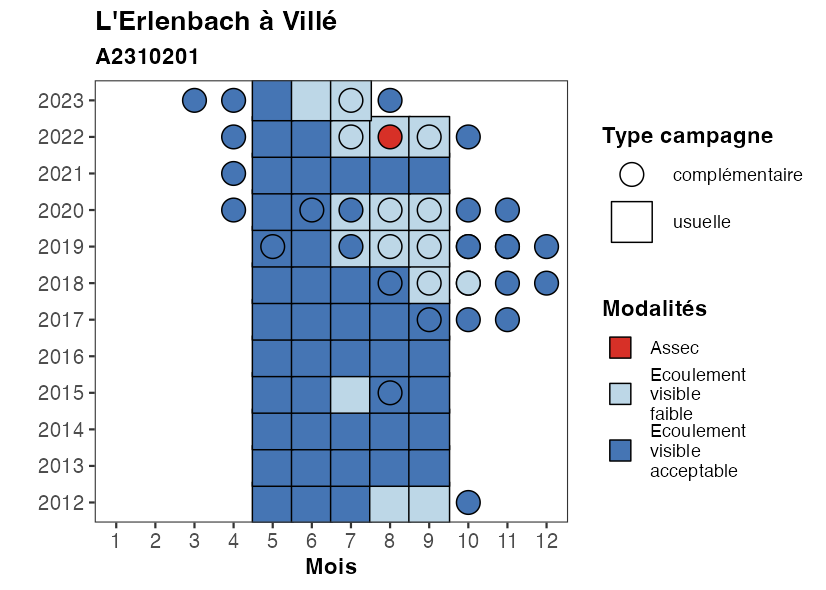 L'Erlenbach à Villé
A2310201
2023
2022
2021
2020
2019
2018
2017
2016
2015
2014
2013
2012
1 2 3 4 5 6 7 8 9 10 11 12
Mois
Type campagne
complémentaire
usuelle
Modalités
Assec
Ecoulement
visible
faible
Ecoulement
visible
acceptable